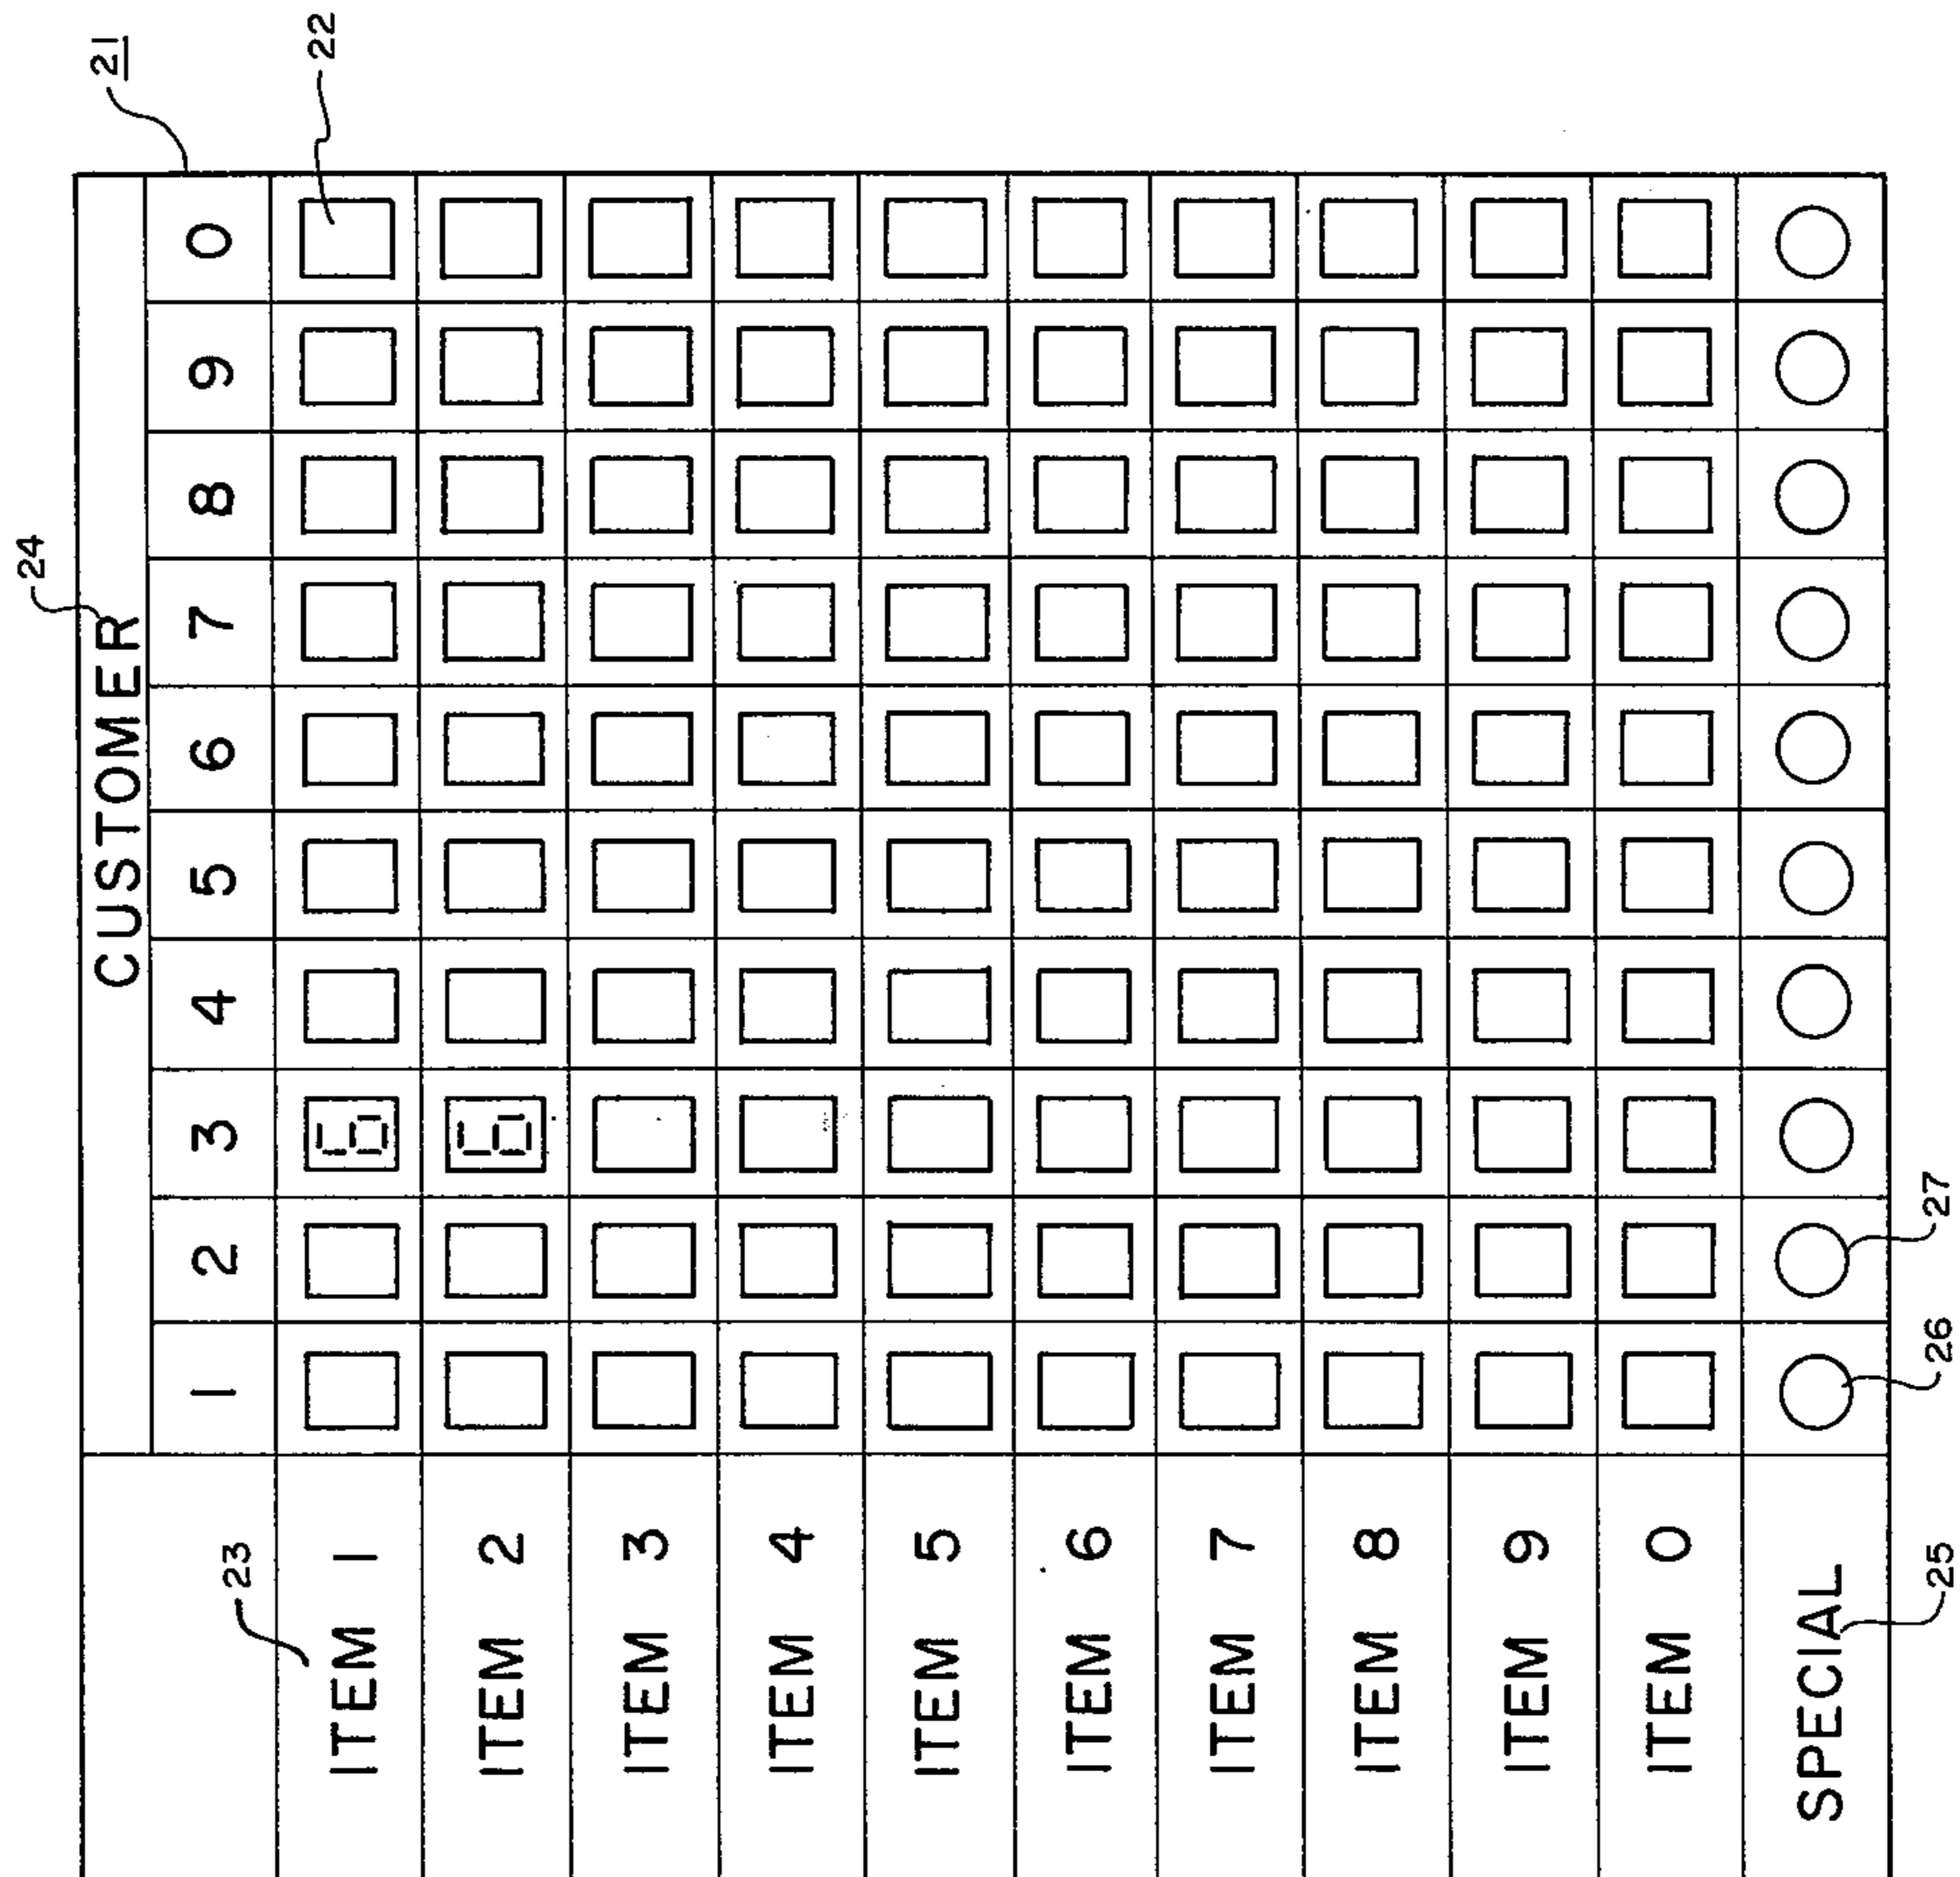 24
21
CUSTOMER
1 2 3 4 5 6 7 8 9 0
23
22
ITEM 1 6
ITEM 2 6
ITEM 3
ITEM 4
ITEM 5
ITEM 6
ITEM 7
ITEM 8
ITEM 9
ITEM 0
SPECIAL
25 26 27